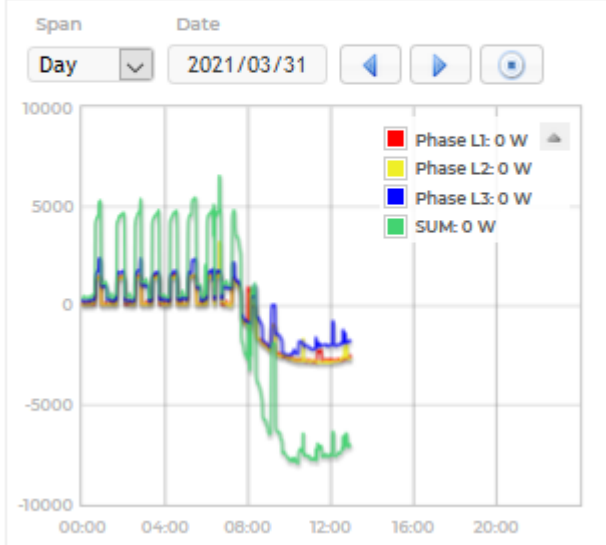 Span Date
Day 2021/03/31
10000
Phase L1: 0 W
Phase L2: 0 W
Phase L3: 0 W
SUM: 0 W
5000
0
-5000
-10000
00:00 04:00 08:00 12:00 16:00 20:00